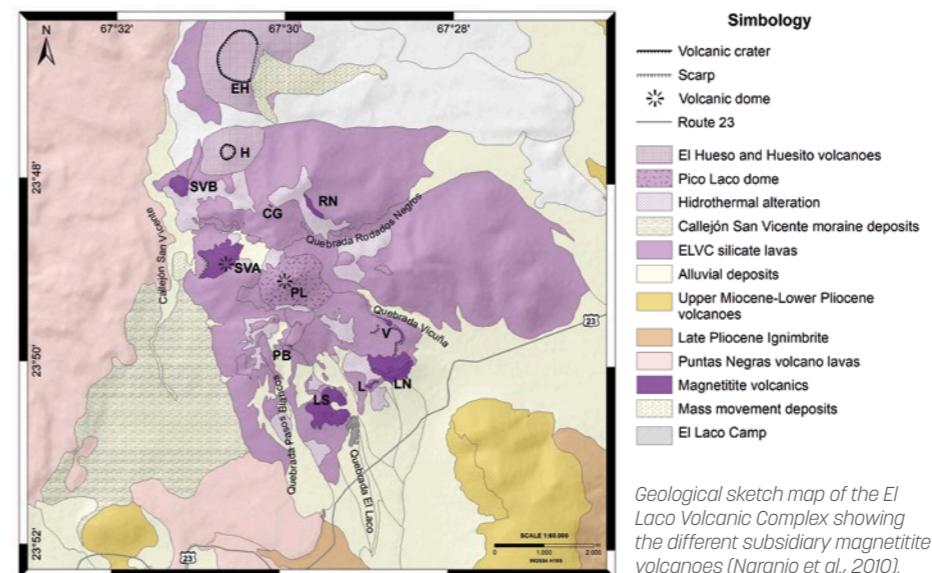 67°32'
67°30'
67°28'
N
EH
H
SVB
RN
CG
Quebrada Rodados Negros
Callejón San Vicente
SVA
PL
Quebrada Vicuña
V
PB
L
LN
LS
Quebrada Pasos Blancos
Quebrada El Laco
23
23
23°48'
23°50'
23°52'
SCALE 1:60.000
0 1.000 2.000
Simbology
Volcanic crater
Scarp
Volcanic dome
Route 23
El Hueso and Huesito volcanoes
Pico Laco dome
Hidrothermal alteration
Callejón San Vicente moraine deposits
ELVC silicate lavas
Alluvial deposits
Upper Miocene-Lower Pliocene
volcanoes
Late Pliocene Ignimbrite
Puntas Negras volcano lavas
Magnetitite volcanics
Mass movement deposits
El Laco Camp
Geological sketch map of the El
Laco Volcanic Complex showing
the different subsidiary magnetitite
volcanoes (Naranjo et al., 2010).